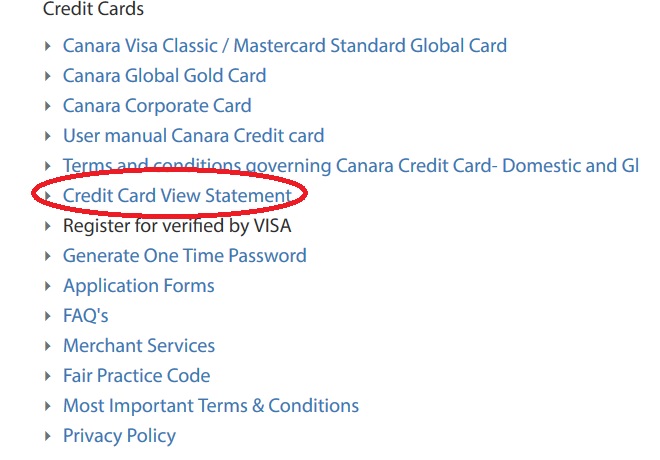 Credit Cards
Canara Visa Classic / Mastercard Standard Global Card
Canara Global Gold Card
Canara Corporate Card
User manual Canara Credit card
Terms and conditions governing Canara Credit Card- Domestic and Gl
Credit Card View Statement
Register for verified by VISA
Generate One Time Password
Application Forms
FAQ's
Merchant Services
Fair Practice Code
Most Important Terms & Conditions
Privacy Policy